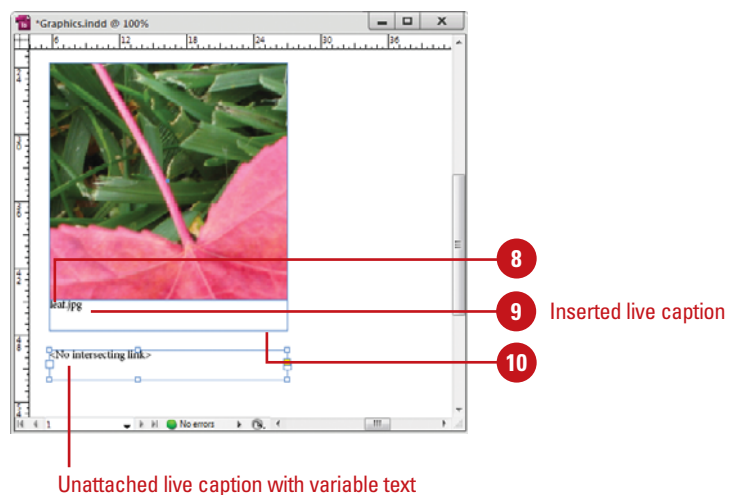 *Graphics.indd @ 100%
6 12 18 24 30 36
8
leaf.jpg
9 Inserted live caption
10
<No intersecting link>
1 No errors
Unattached live caption with variable text